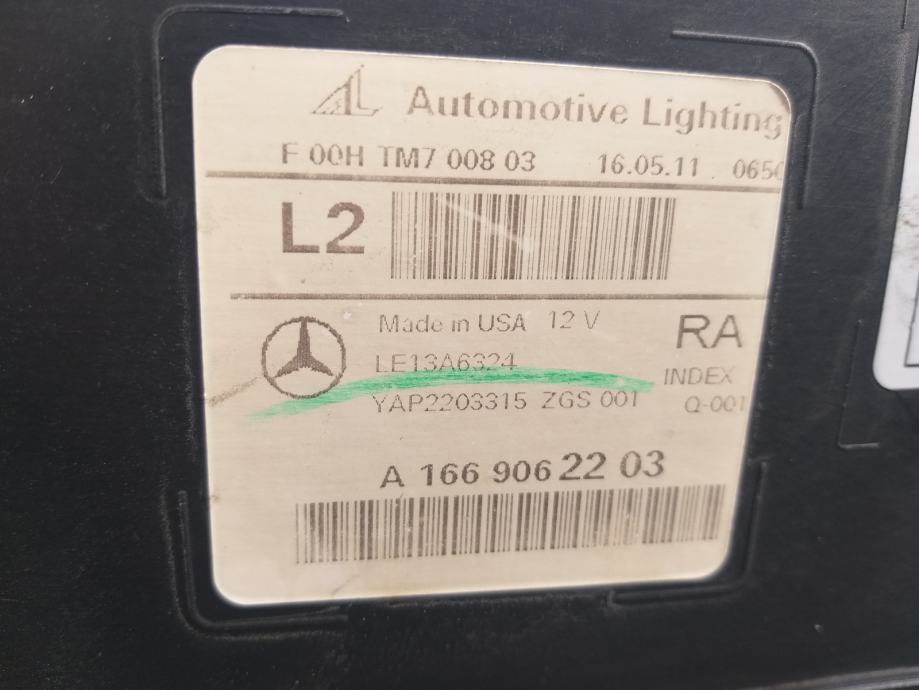 AL Automotive Lighting
F 00H TM7 008 03 16.05.11
L2
Made in USA 12 V
RA
LE13A6324
INDEX
YAP2203315 ZGS 001
Q-001
A 166 906 22 03